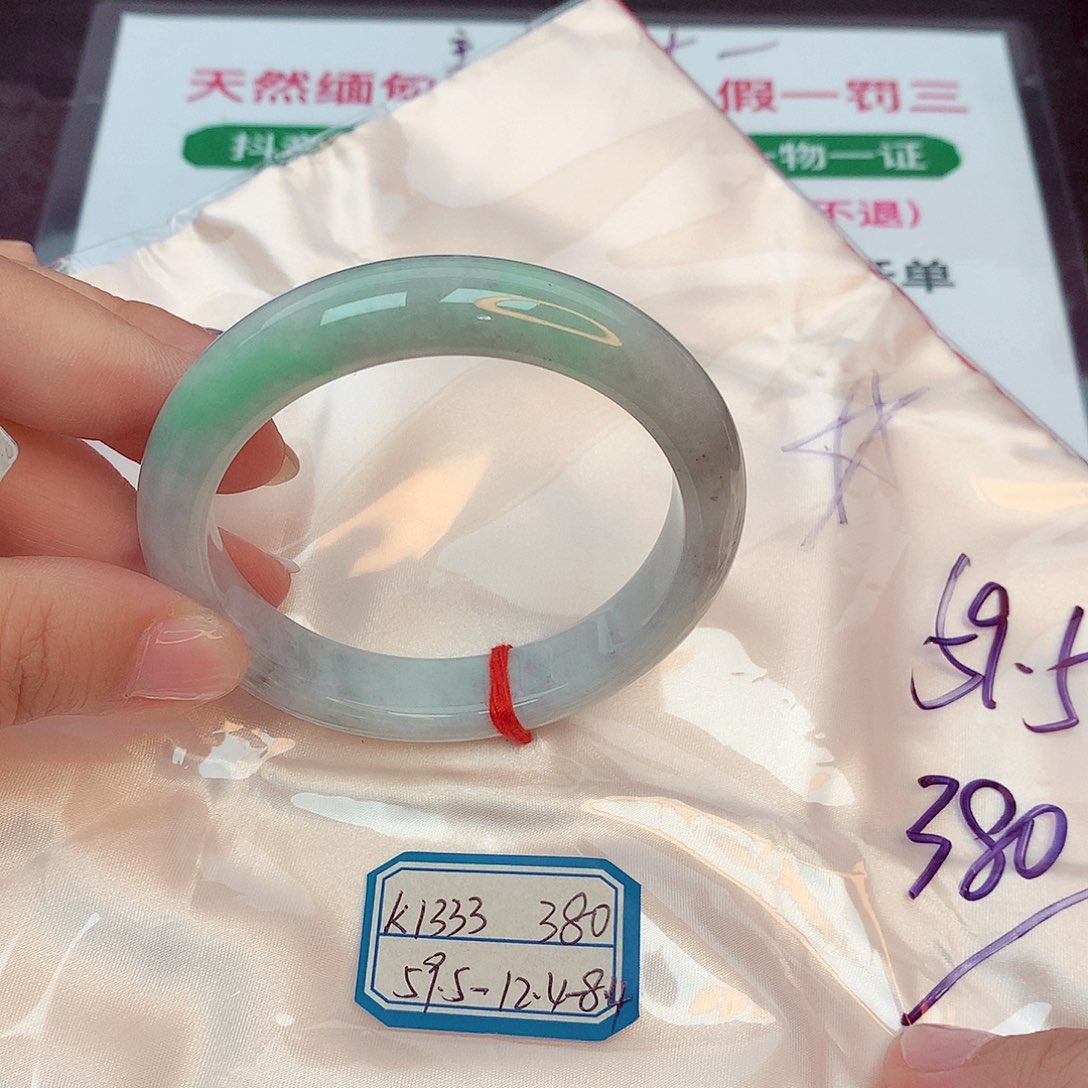 天然缅甸 假一罚三
抖音 一物一证
不退）
单
59.5
380
K1333 380
59.5-12.4-8.4